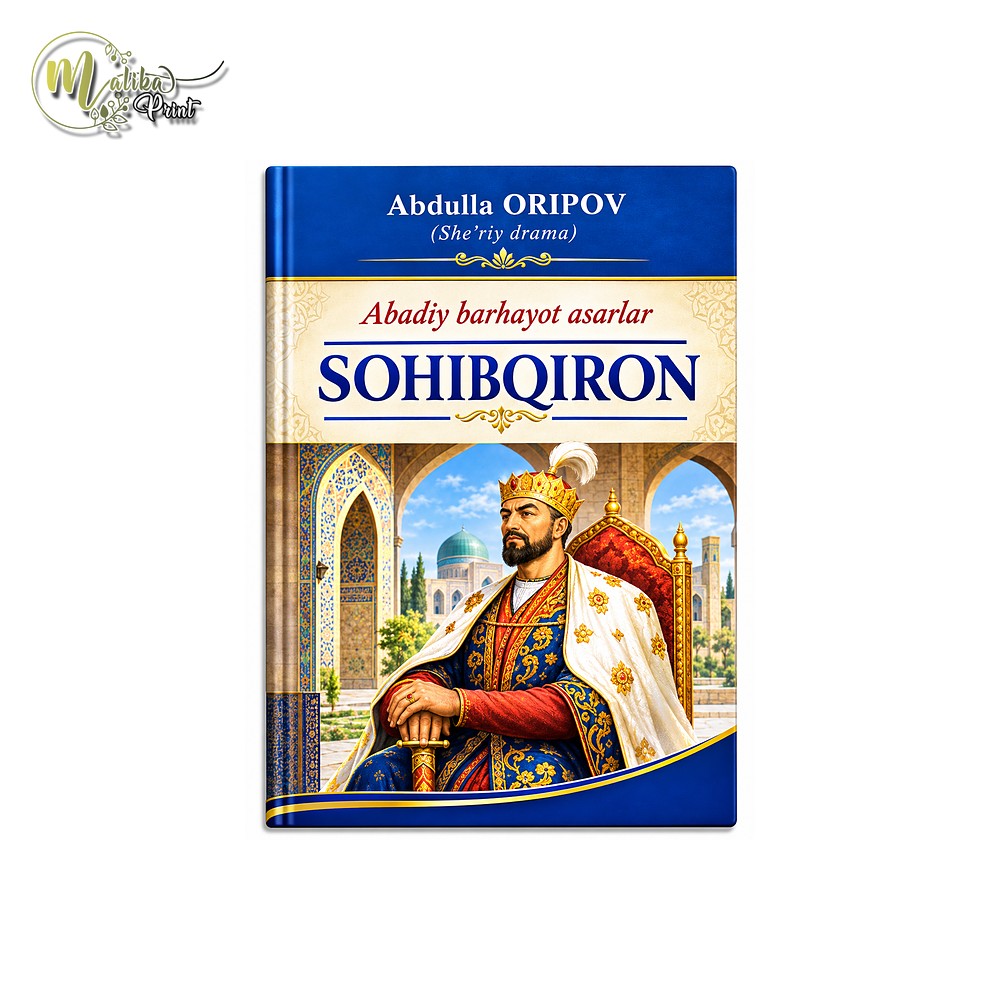 Malika
Print
Abdulla ORIPOV
(She’riy drama)
Abadiy barhayot asarlar
SOHIBQIRON